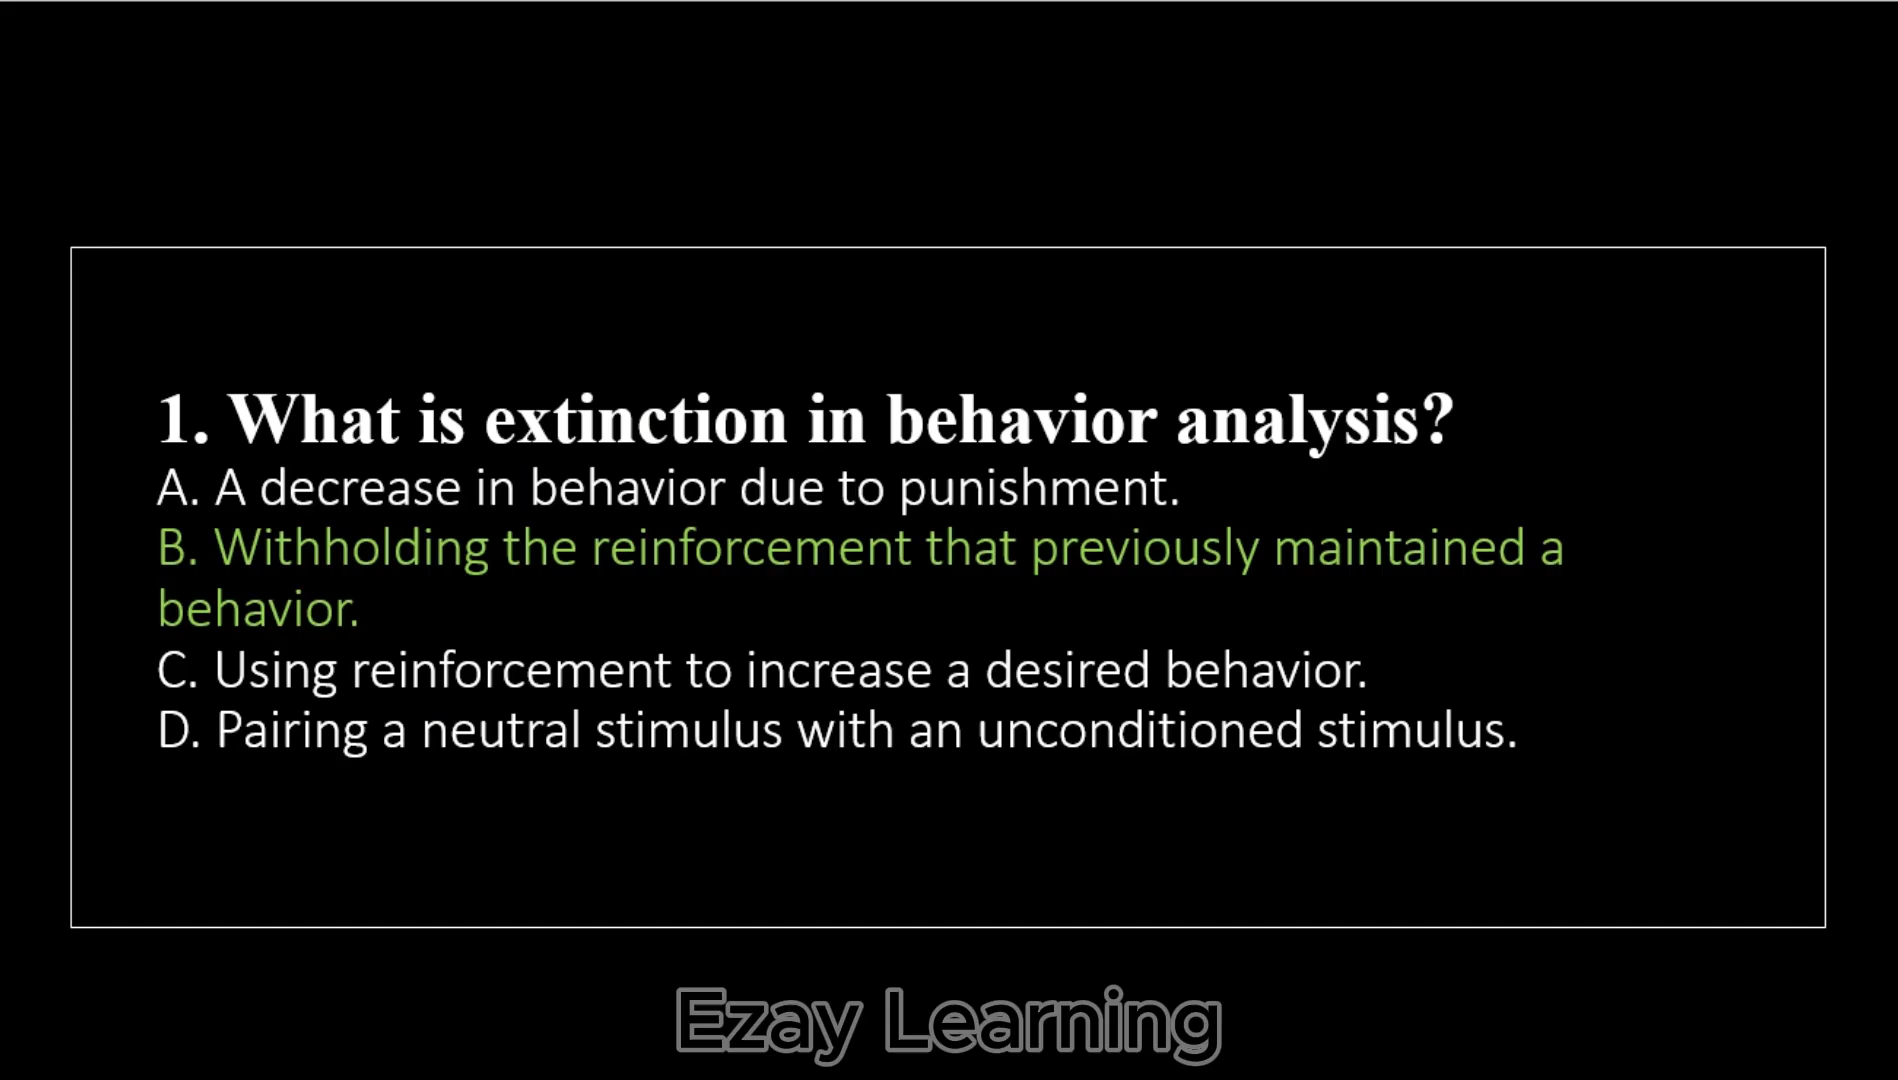 1. What is extinction in behavior analysis?
A. A decrease in behavior due to punishment.
B. Withholding the reinforcement that previously maintained a
behavior.
C. Using reinforcement to increase a desired behavior.
D. Pairing a neutral stimulus with an unconditioned stimulus.
Ezay Learning